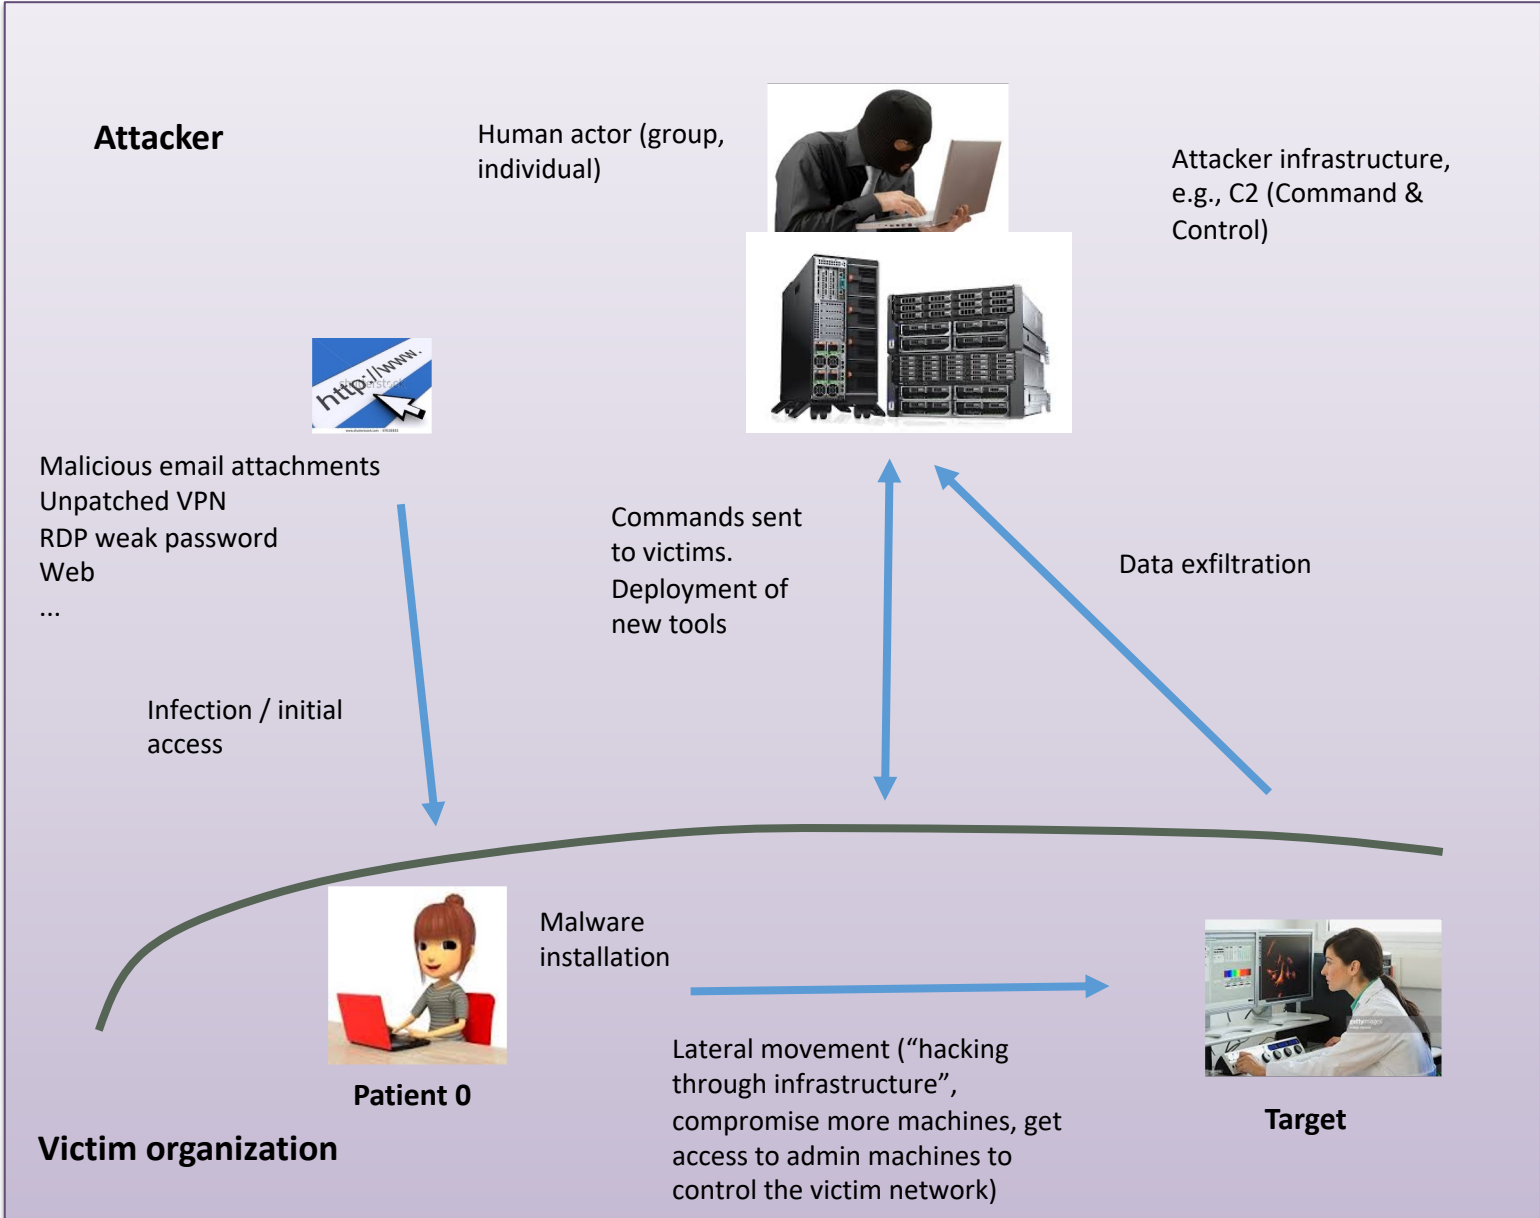 Attacker
Human actor (group,
individual)
Attacker infrastructure,
e.g., C2 (Command &
Control)
http://www.
shutterstock
Malicious email attachments
Unpatched VPN
RDP weak password
Web
...
Commands sent
to victims.
Deployment of
new tools
Data exfiltration
Infection / initial
access
Malware
installation
Patient 0
Lateral movement (“hacking
through infrastructure”,
compromise more machines, get
access to admin machines to
control the victim network)
Target
Victim organization